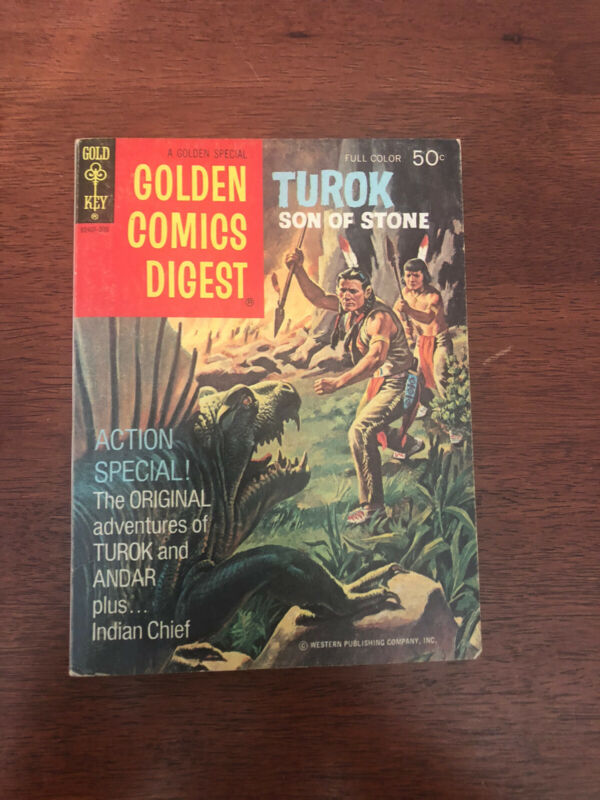 GOLD
KEY
®
A GOLDEN SPECIAL
GOLDEN
COMICS
DIGEST
FULL COLOR 50c
TUROK
SON OF STONE
ACTION
SPECIAL!
The ORIGINAL
adventures of
TUROK and
ANDAR
plus...
Indian Chief
© WESTERN PUBLISHING COMPANY, INC.